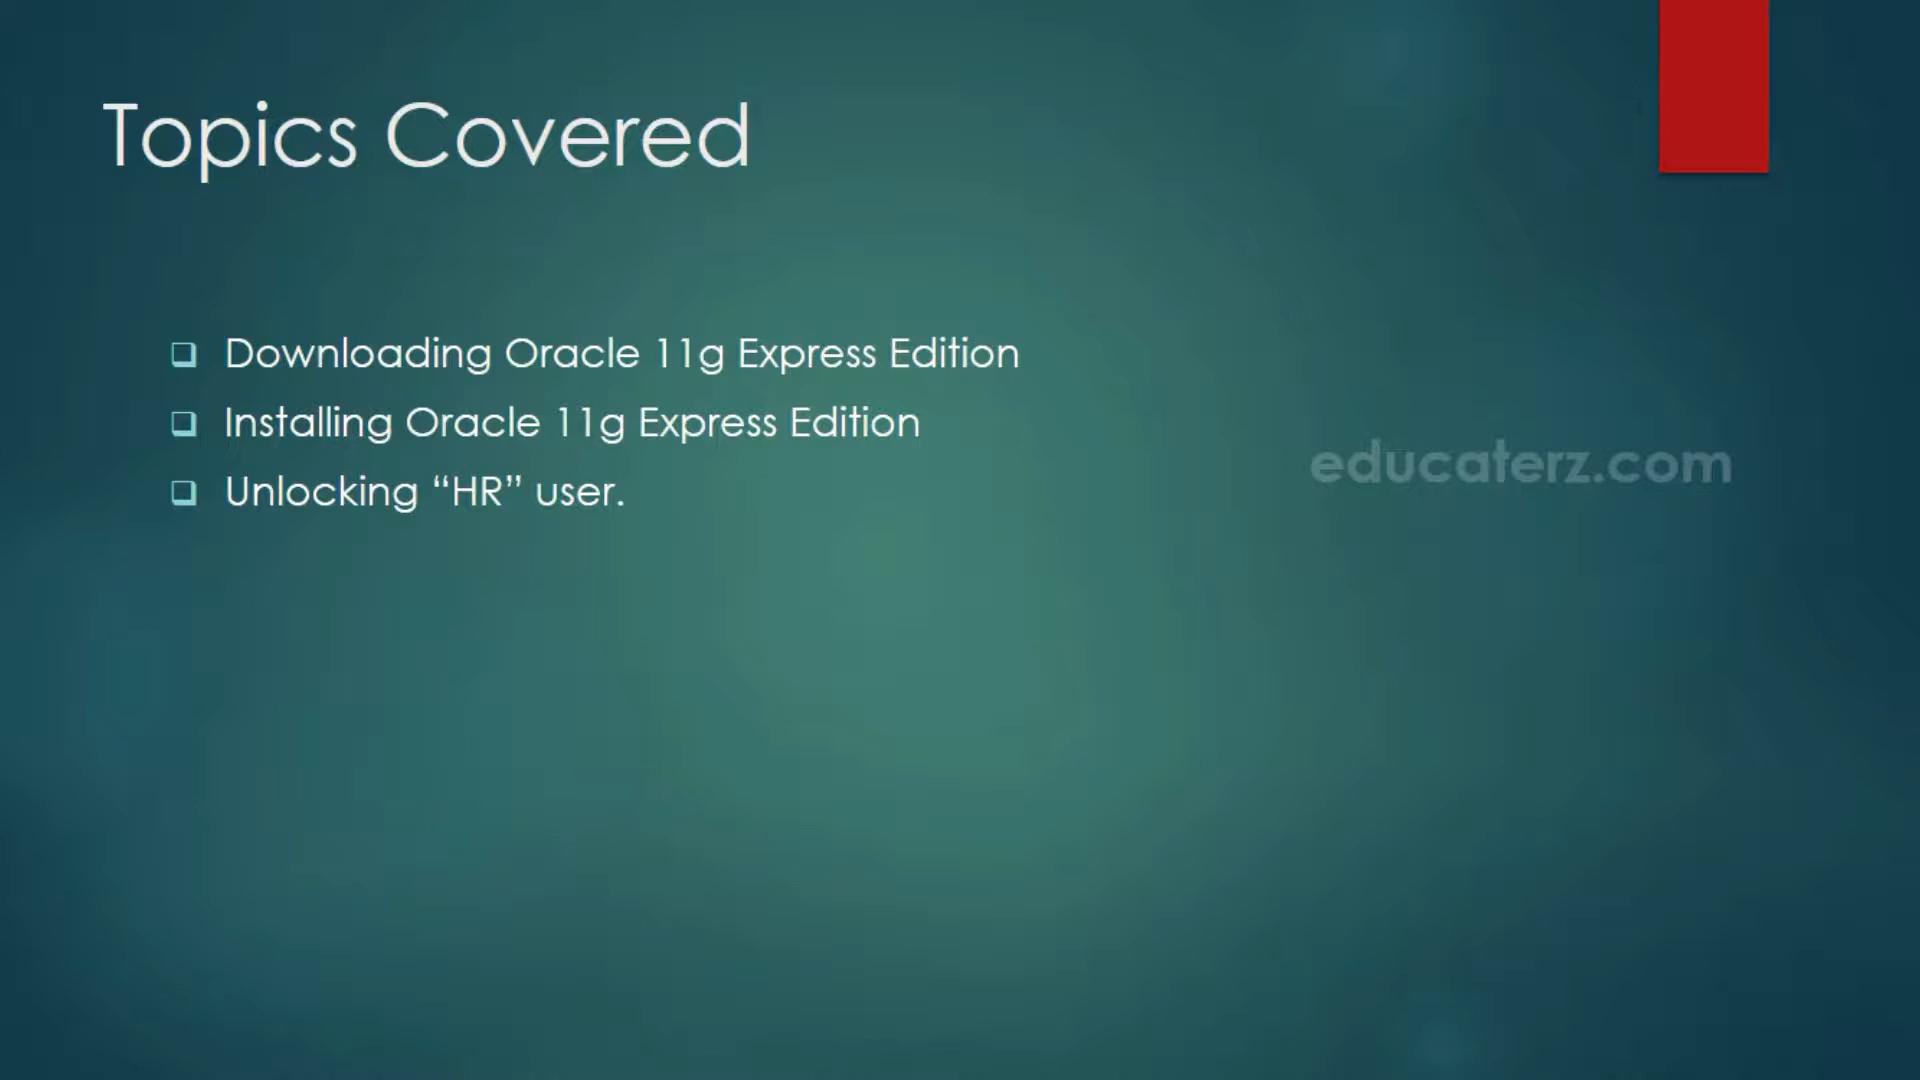 Topics Covered
Downloading Oracle 11g Express Edition
Installing Oracle 11g Express Edition
educaterz.com
Unlocking “HR” user.